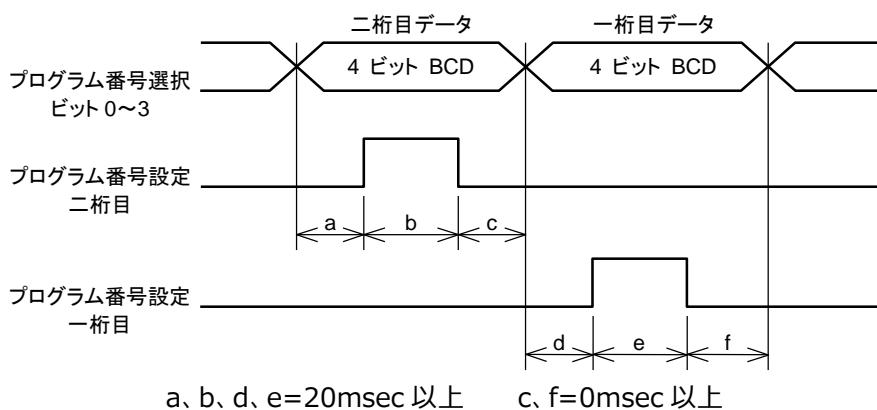 二桁目データ
一桁目データ
プログラム番号選択
ビット 0～3
4 ビット BCD
4 ビット BCD
プログラム番号設定
二桁目
a
b
c
プログラム番号設定
一桁目
d
e
f
a、b、d、e=20msec 以上 c、f=0msec 以上